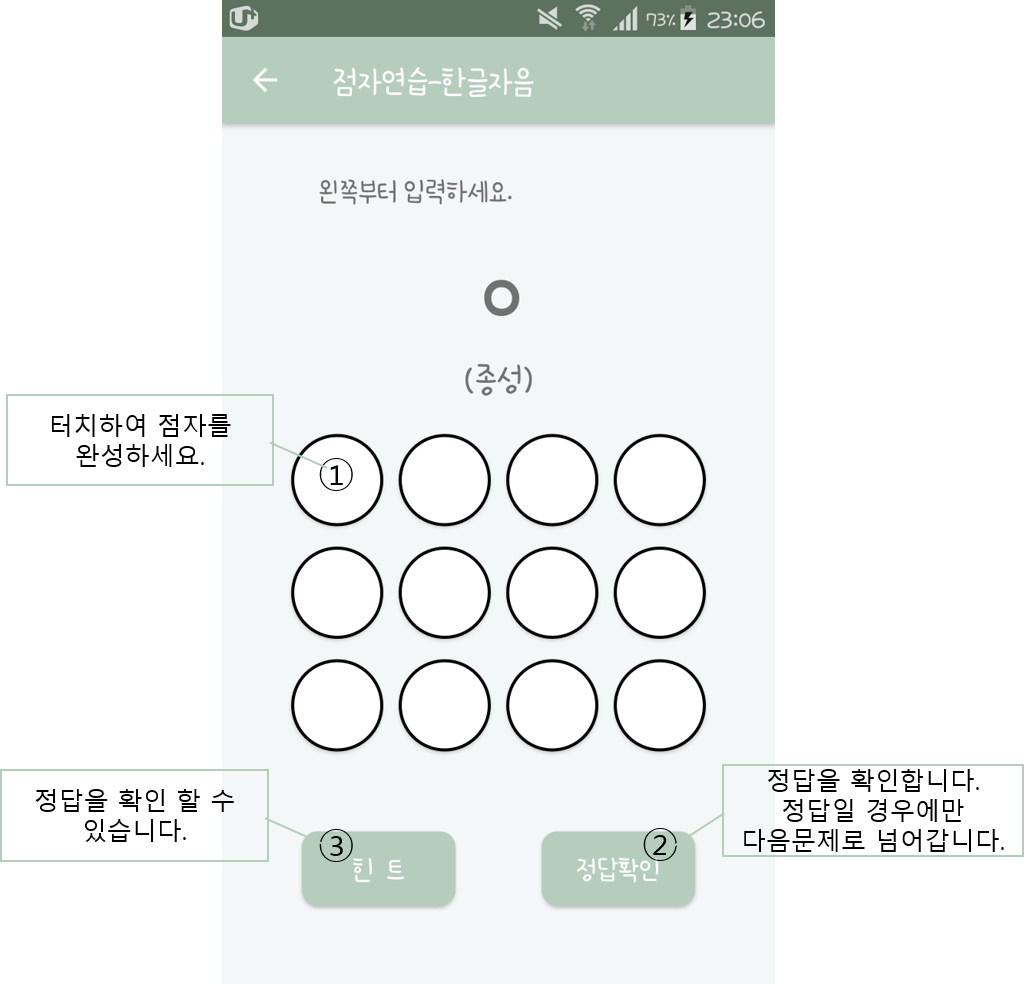 U+ 73% 23:06
점자연습-한글자음
왼쪽부터 입력하세요.
ㅇ
(종성)
터치하여 점자를
완성하세요.
①
정답을 확인 할 수
있습니다.
정답을 확인합니다.
정답일 경우에만
다음문제로 넘어갑니다.
③
힌 트
②
정답확인